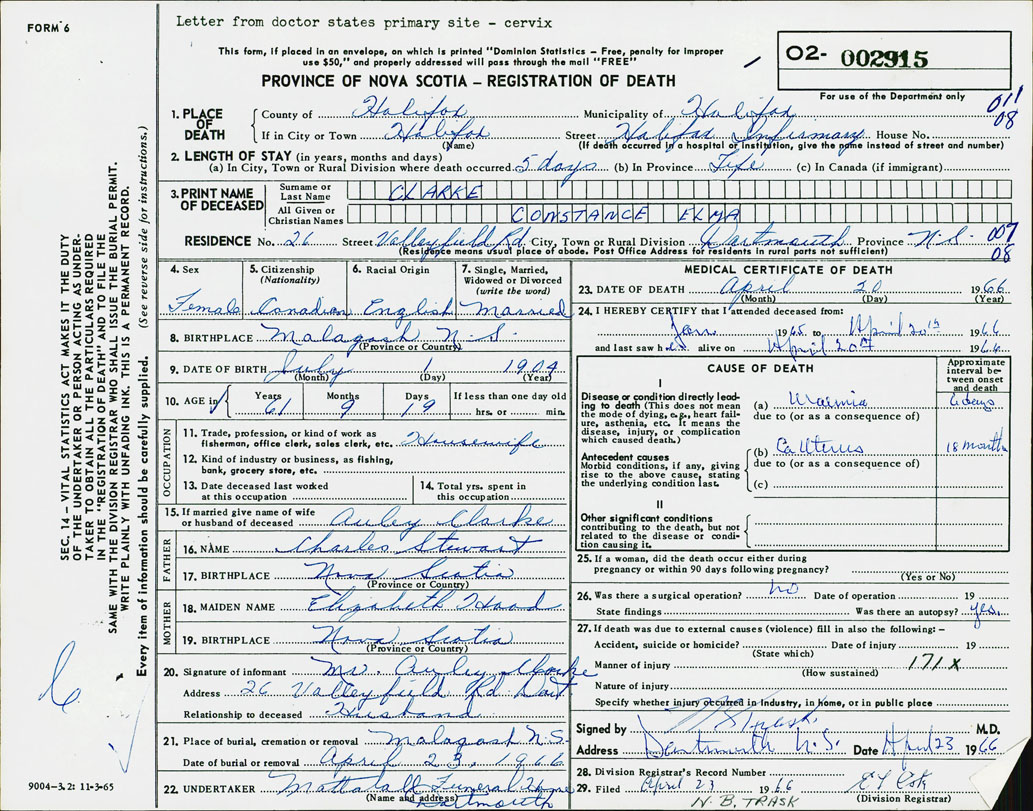 FORM 6
Letter from doctor states primary site - cervix
This form, if placed in an envelope, on which is printed "Dominion Statistics – Free, penalty for improper
use $50," and properly addressed will pass through the mail "FREE"
PROVINCE OF NOVA SCOTIA – REGISTRATION OF DEATH
O2- 002915
For use of the Department only
011
08
1. PLACE OF DEATH
County of Halifax Municipality of Halifax
If in City or Town Halifax Street Halifax Infirmary House No.
(Name) (If death occurred in a hospital or institution, give the name instead of street and number)
2. LENGTH OF STAY (in years, months and days)
(a) In City, Town or Rural Division where death occurred 5 days (b) In Province Life (c) In Canada (if immigrant)
3. PRINT NAME OF DECEASED
Surname or Last Name CLARKE
All Given or Christian Names CONSTANCE ELMA
RESIDENCE No. 26 Street Valleyfield Rd City, Town or Rural Division Dartmouth Province N.S. 007
08
(Residence means usual place of abode. Post Office Address for residents in rural parts not sufficient)
4. Sex
Female
5. Citizenship
(Nationality)
Canadian
6. Racial Origin
English
7. Single, Married, Widowed or Divorced
(write the word)
Married
8. BIRTHPLACE Malagash N.S.
(Province or Country)
9. DATE OF BIRTH July 1 1904
(Month) (Day) (Year)
10. AGE in Years Months Days If less than one day old
61 9 19 hrs. or min.
OCCUPATION
11. Trade, profession, or kind of work as
fisherman, office clerk, sales clerk, etc. Housewife
12. Kind of industry or business, as fishing,
bank, grocery store, etc.
13. Date deceased last worked
at this occupation
14. Total yrs. spent in
this occupation
15. If married give name of wife
or husband of deceased Auley Clarke
FATHER
16. NAME Charles Stewart
17. BIRTHPLACE Nova Scotia
(Province or Country)
MOTHER
18. MAIDEN NAME Elizabeth Hood
19. BIRTHPLACE Nova Scotia
(Province or Country)
20. Signature of informant Mr. Auley Clarke
Address 26 Valleyfield Rd Dart.
Relationship to deceased Husband
21. Place of burial, cremation or removal Malagash N.S.
Date of burial or removal April 23, 1966
22. UNDERTAKER Mattatall Funeral Home
(Name and address) Dartmouth
MEDICAL CERTIFICATE OF DEATH
23. DATE OF DEATH April 20 1966
(Month) (Day) (Year)
24. I HEREBY CERTIFY that I attended deceased from:
Jan 1965 to April 20th 1966
and last saw her alive on April 20th 1966
CAUSE OF DEATH
Approximate interval between onset and death
I
Disease or condition directly leading to death (This does not mean the mode of dying, e.g., heart failure, asthenia, etc. It means the disease, injury, or complication which caused death.)
(a) Uraemia 6 days
due to (or as a consequence of)
Antecedent causes
Morbid conditions, if any, giving rise to the above cause, stating the underlying condition last.
(b) Ca Uterus 18 months
due to (or as a consequence of)
(c)
II
Other significant conditions
contributing to the death, but not related to the disease or condition causing it.
25. If a woman, did the death occur either during
pregnancy or within 90 days following pregnancy?
(Yes or No)
26. Was there a surgical operation? no Date of operation 19
State findings Was there an autopsy? yes.
27. If death was due to external causes (violence) fill in also the following: –
Accident, suicide or homicide? Date of injury 19
(State which)
Manner of injury 171X
(How sustained)
Nature of injury
Specify whether injury occurred in Industry, in home, or in public place
Signed by Trask M.D.
Address Dartmouth N.S. Date April 23 1966
28. Division Registrar's Record Number
29. Filed April 23 1966
(Division Registrar)
N.B. TRASK
SEC. 14 – VITAL STATISTICS ACT MAKES IT THE DUTY
OF THE UNDERTAKER OR PERSON ACTING AS UNDER-
TAKER TO OBTAIN ALL THE PARTICULARS REQUIRED
IN THE "REGISTRATION OF DEATH" AND TO FILE THE
SAME WITH THE DIVISION REGISTRAR WHO SHALL ISSUE THE BURIAL PERMIT.
WRITE PLAINLY WITH UNFADING INK. THIS IS A PERMANENT RECORD.
Every item of information should be carefully supplied. (See reverse side for instructions.)
9004-3.2: 11-3-65